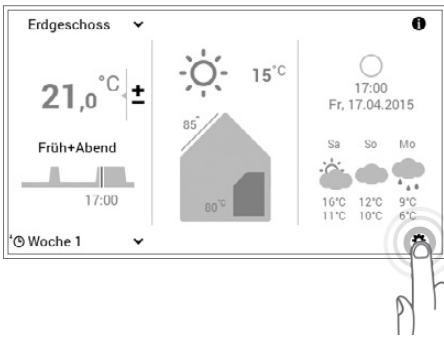 Erdgeschoss
21,0 °C ±
Früh+Abend
17:00
Woche 1
15°C
85°
80°C
17:00
Fr, 17.04.2015
Sa So Mo
16°C 12°C 9°C
11°C 10°C 6°C